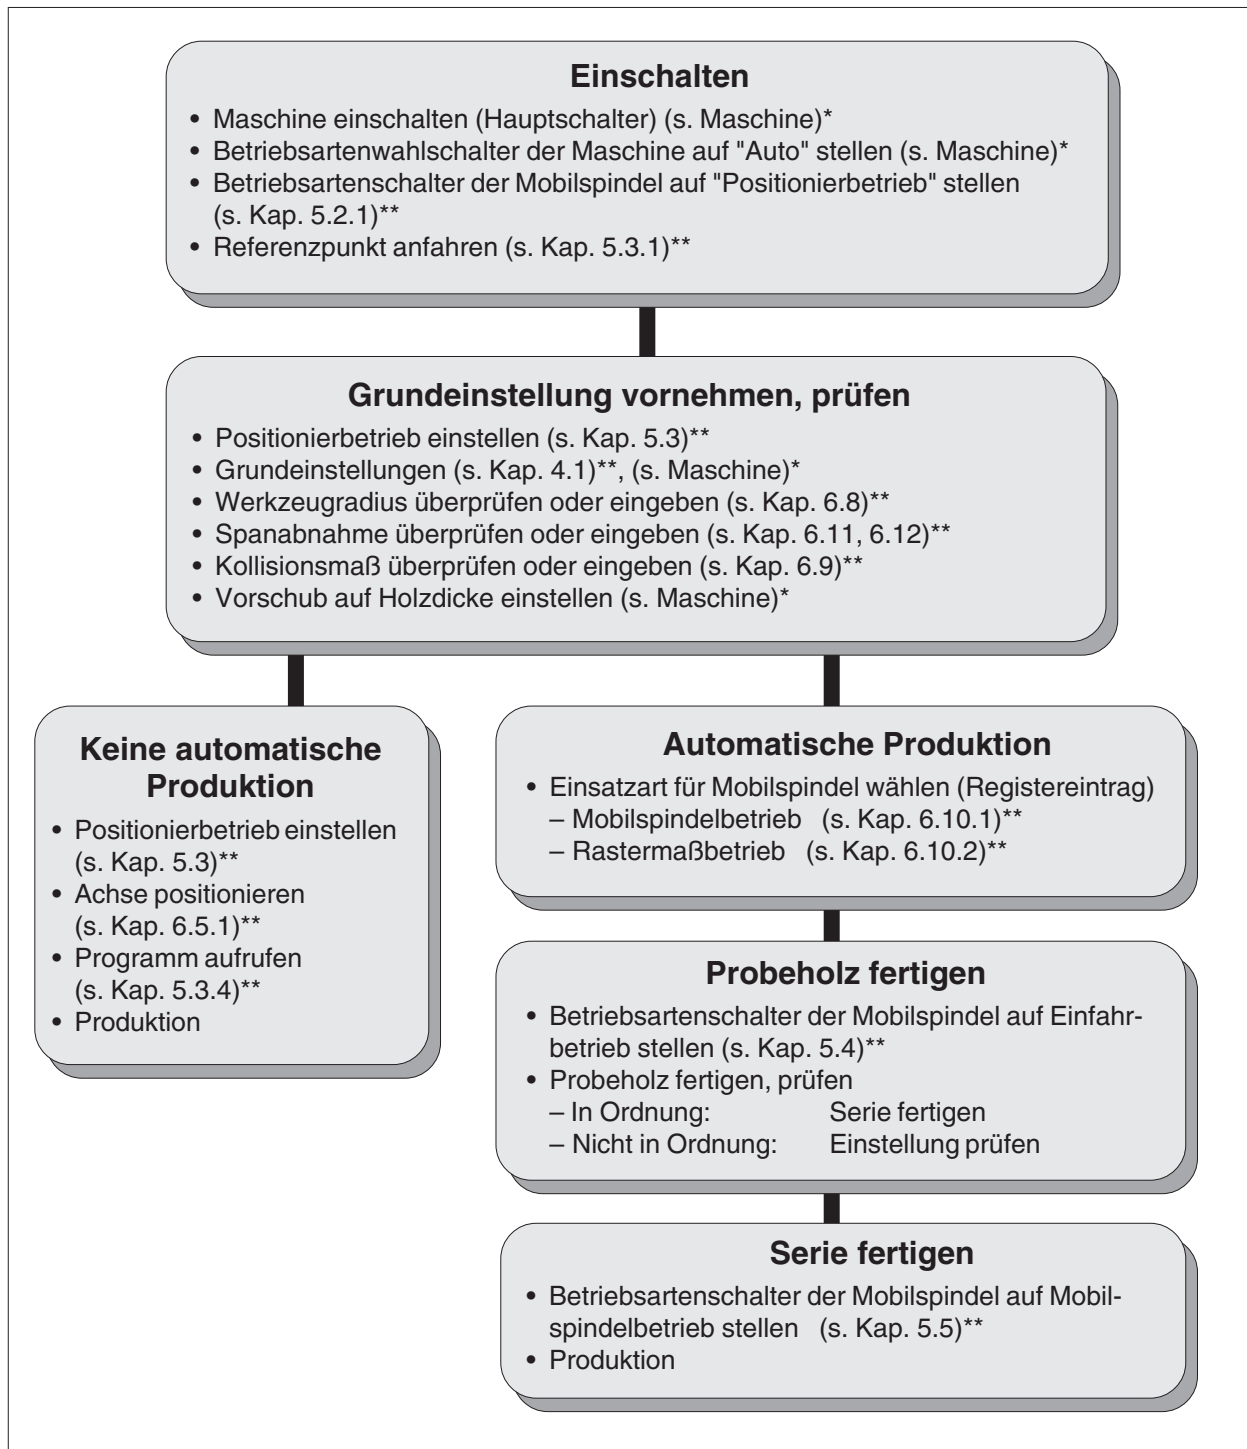 Einschalten
• Maschine einschalten (Hauptschalter) (s. Maschine)*
• Betriebsartenwahlschalter der Maschine auf "Auto" stellen (s. Maschine)*
• Betriebsartenschalter der Mobilspindel auf "Positionierbetrieb" stellen
(s. Kap. 5.2.1)**
• Referenzpunkt anfahren (s. Kap. 5.3.1)**
Grundeinstellung vornehmen, prüfen
• Positionierbetrieb einstellen (s. Kap. 5.3)**
• Grundeinstellungen (s. Kap. 4.1)**, (s. Maschine)*
• Werkzeugradius überprüfen oder eingeben (s. Kap. 6.8)**
• Spanabnahme überprüfen oder eingeben (s. Kap. 6.11, 6.12)**
• Kollisionsmaß überprüfen oder eingeben (s. Kap. 6.9)**
• Vorschub auf Holzdicke einstellen (s. Maschine)*
Keine automatische
Produktion
• Positionierbetrieb einstellen
(s. Kap. 5.3)**
• Achse positionieren
(s. Kap. 6.5.1)**
• Programm aufrufen
(s. Kap. 5.3.4)**
• Produktion
Automatische Produktion
• Einsatzart für Mobilspindel wählen (Registereintrag)
– Mobilspindelbetrieb (s. Kap. 6.10.1)**
– Rastermaßbetrieb (s. Kap. 6.10.2)**
Probeholz fertigen
• Betriebsartenschalter der Mobilspindel auf Einfahr-
betrieb stellen (s. Kap. 5.4)**
• Probeholz fertigen, prüfen
– In Ordnung: Serie fertigen
– Nicht in Ordnung: Einstellung prüfen
Serie fertigen
• Betriebsartenschalter der Mobilspindel auf Mobil-
spindelbetrieb stellen (s. Kap. 5.5)**
• Produktion